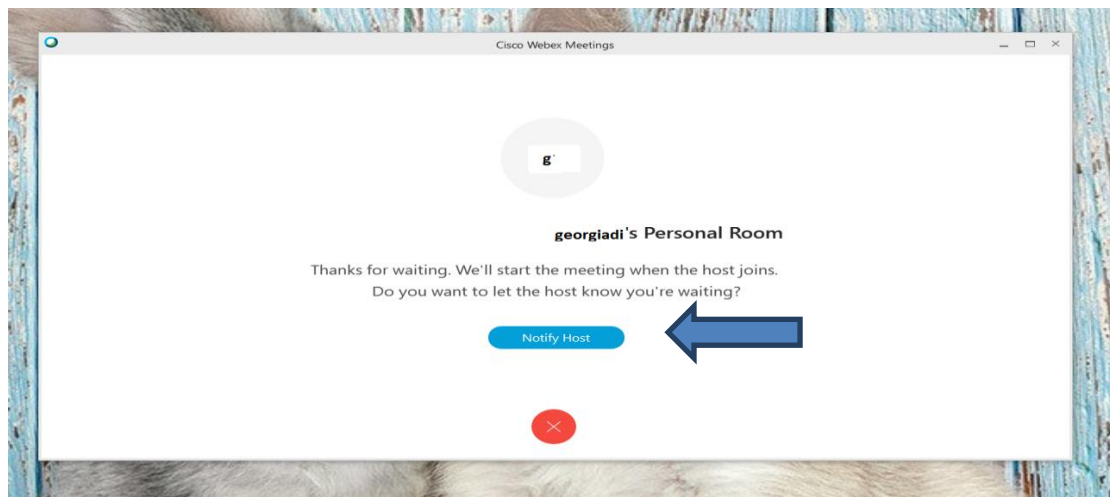 Cisco Webex Meetings
g
georgiadi's Personal Room
Thanks for waiting. We'll start the meeting when the host joins.
Do you want to let the host know you're waiting?
Notify Host